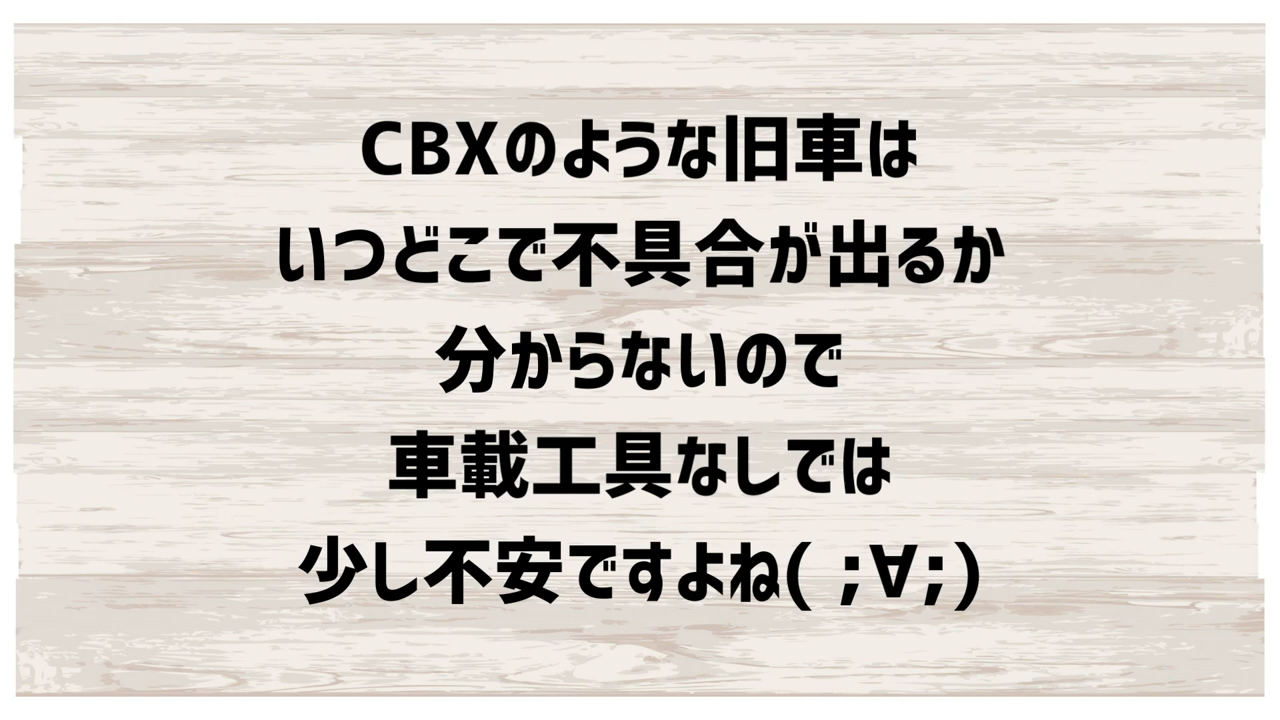 CBXのような旧車は
いつどこで不具合が出るか
分からないので
車載工具なしでは
少し不安ですよね( ;∀;)